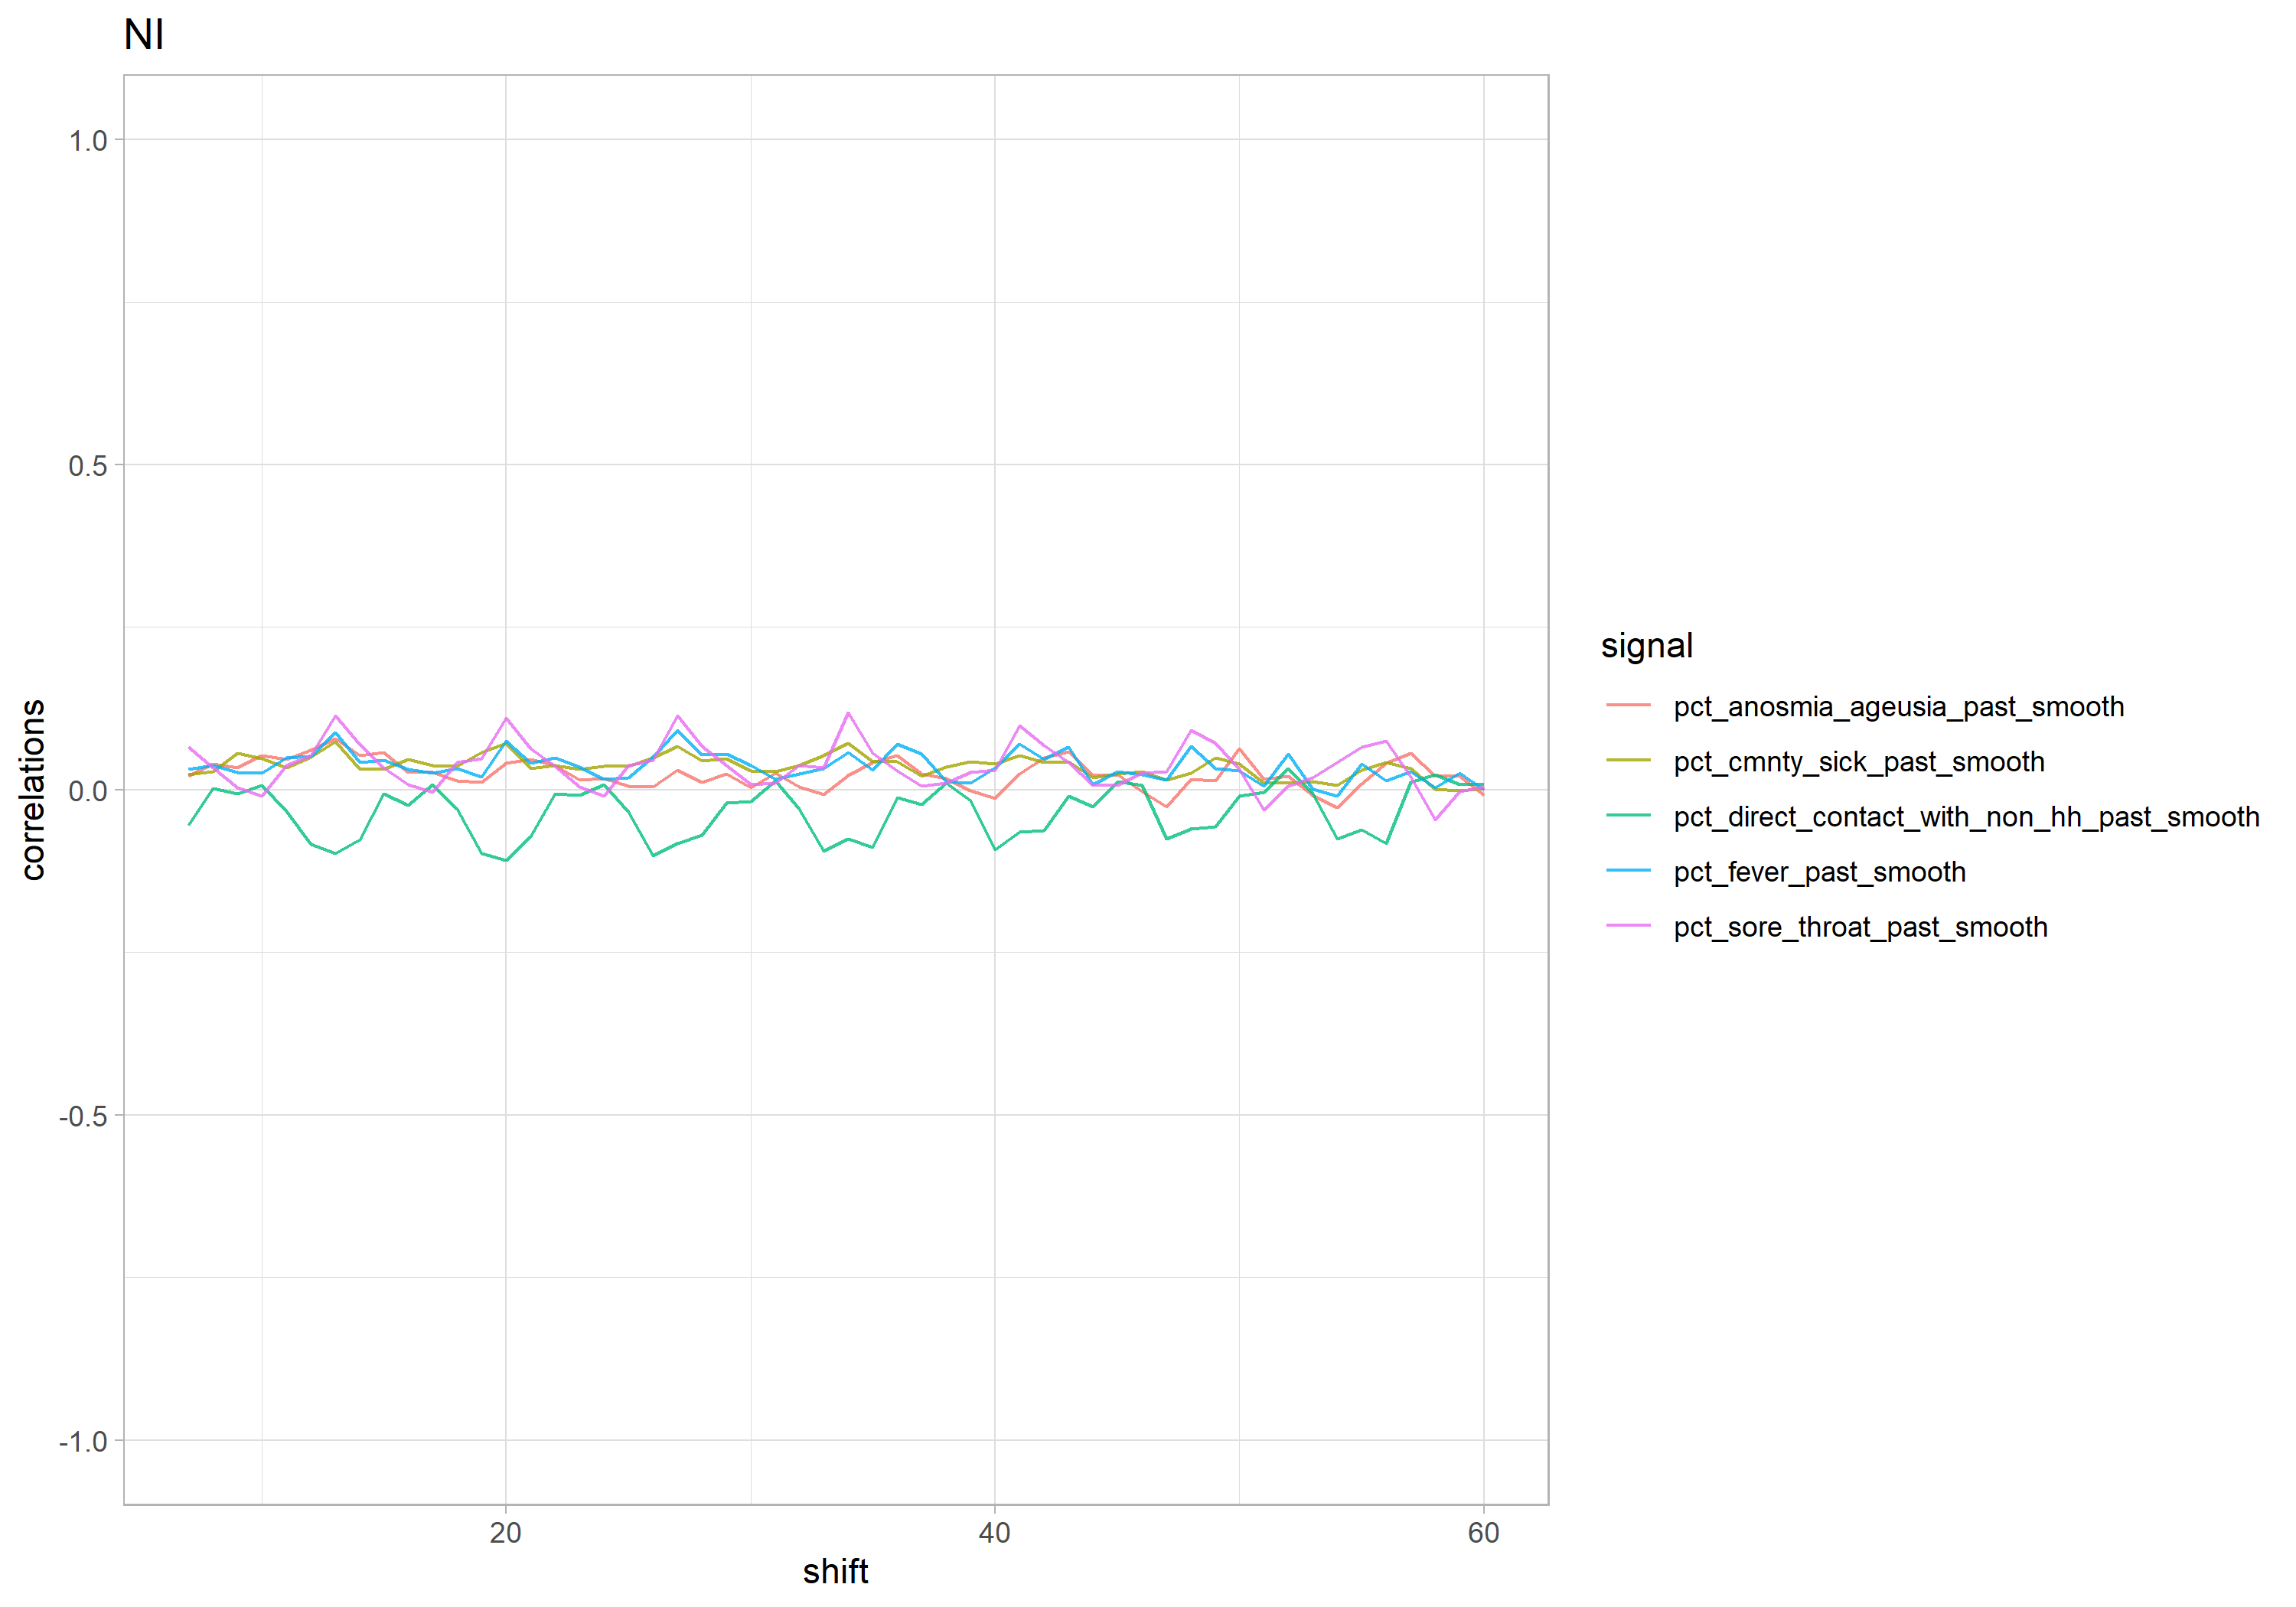 NI
1.0
0.5
0.0
-0.5
-1.0
correlations
20
40
60
shift
signal
pct_anosmia_ageusia_past_smooth
pct_cmnty_sick_past_smooth
pct_direct_contact_with_non_hh_past_smooth
pct_fever_past_smooth
pct_sore_throat_past_smooth